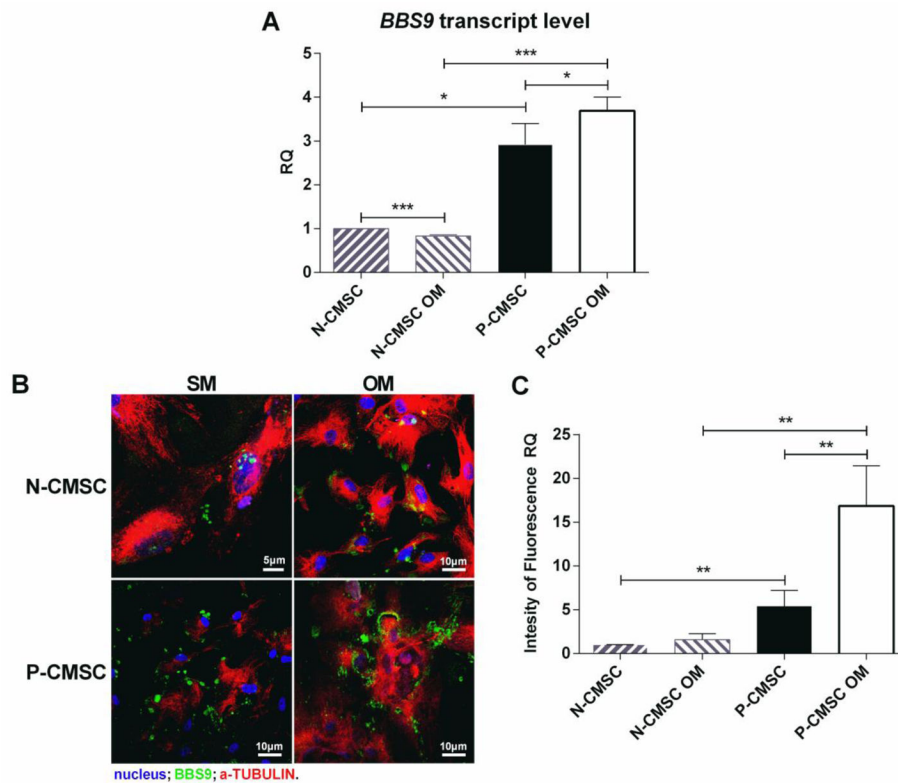 A
BBS9 transcript level
5
4
3
2
1
0
RQ
***
*
*
***
N-CMSC
N-CMSC OM
P-CMSC
P-CMSC OM
B
SM
OM
N-CMSC
5µm
10µm
P-CMSC
10µm
10µm
nucleus; BBS9; a-TUBULIN.
C
25
20
15
10
5
0
Intesity of Fluorescence RQ
**
**
**
N-CMSC
N-CMSC OM
P-CMSC
P-CMSC OM